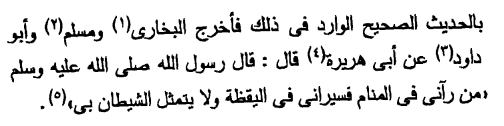 بالحديث الصحيح الوارد فى ذلك فأخرج البخارى(١) ومسلم(٢) وأبو
داود(٣) عن أبى هريرة(٤) قال : قال رسول الله صلى الله عليه وسلم
«من رآنى فى المنام فسيرانى فى اليقظة ولا يتمثل الشيطان بى»(٥) .